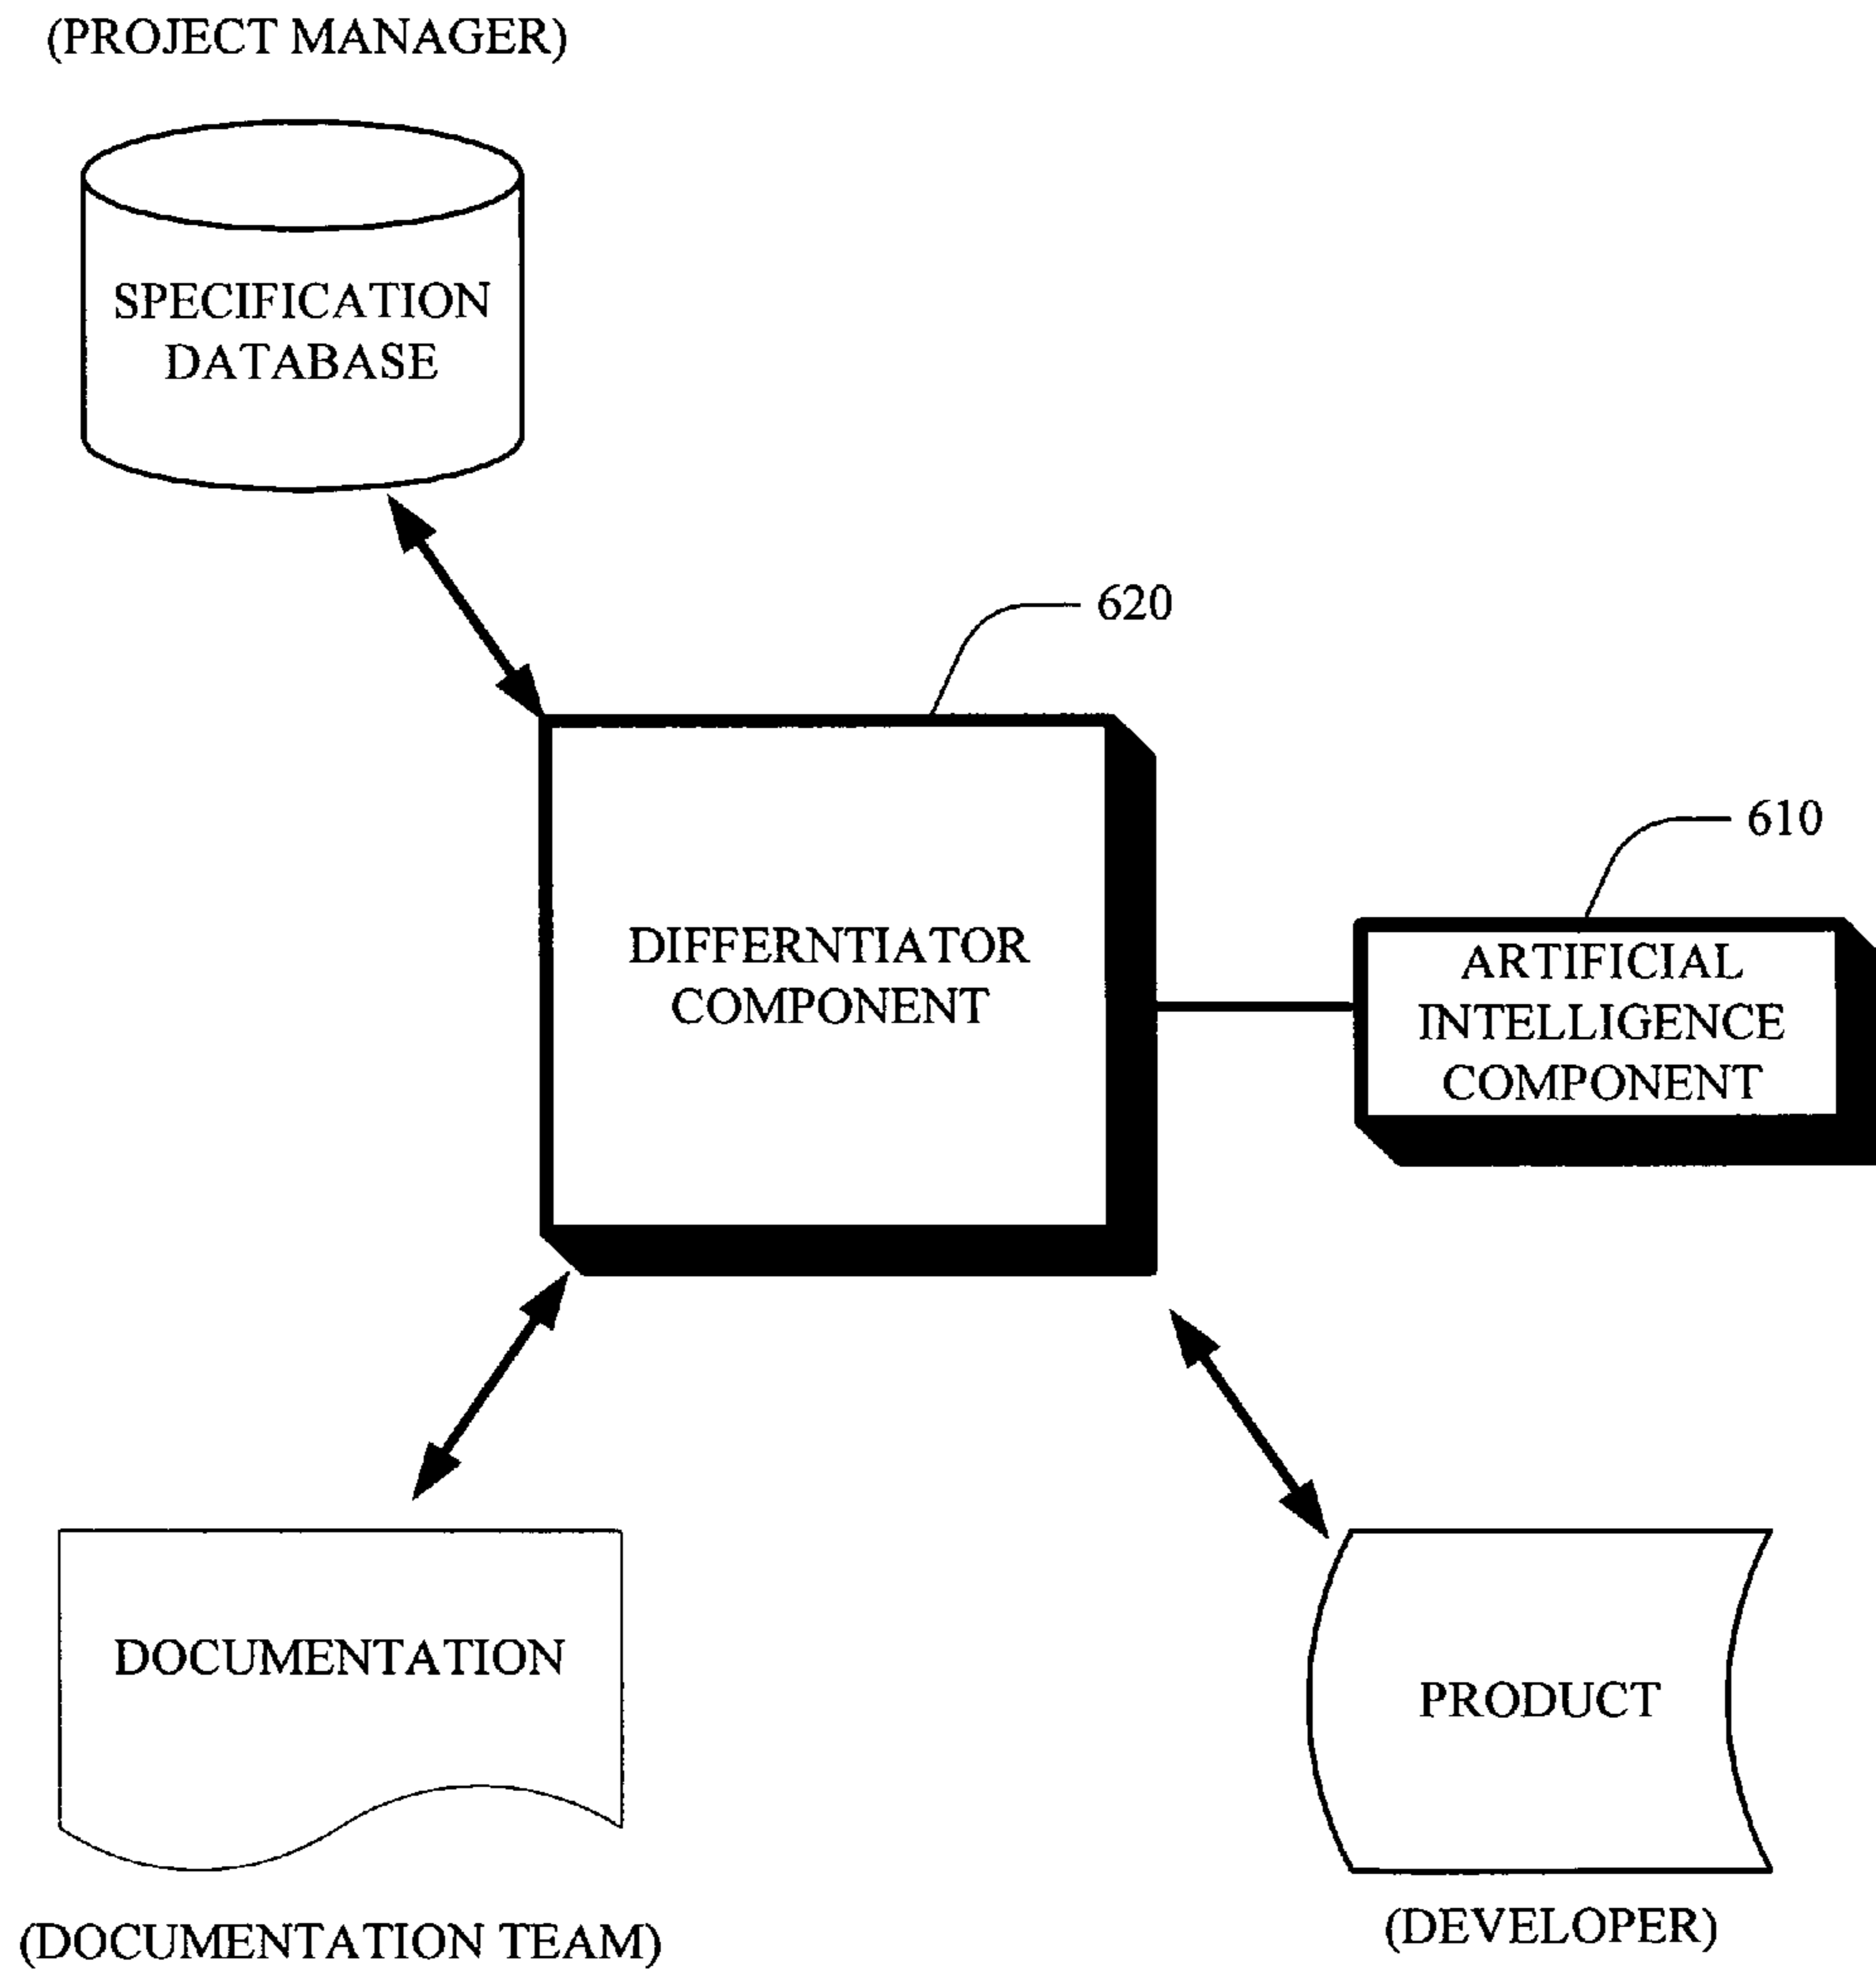 (PROJECT MANAGER)
SPECIFICATION
DATABASE
620
610
DIFFERNTIATOR
COMPONENT
ARTIFICIAL
INTELLIGENCE
COMPONENT
DOCUMENTATION
PRODUCT
(DOCUMENTATION TEAM)
(DEVELOPER)